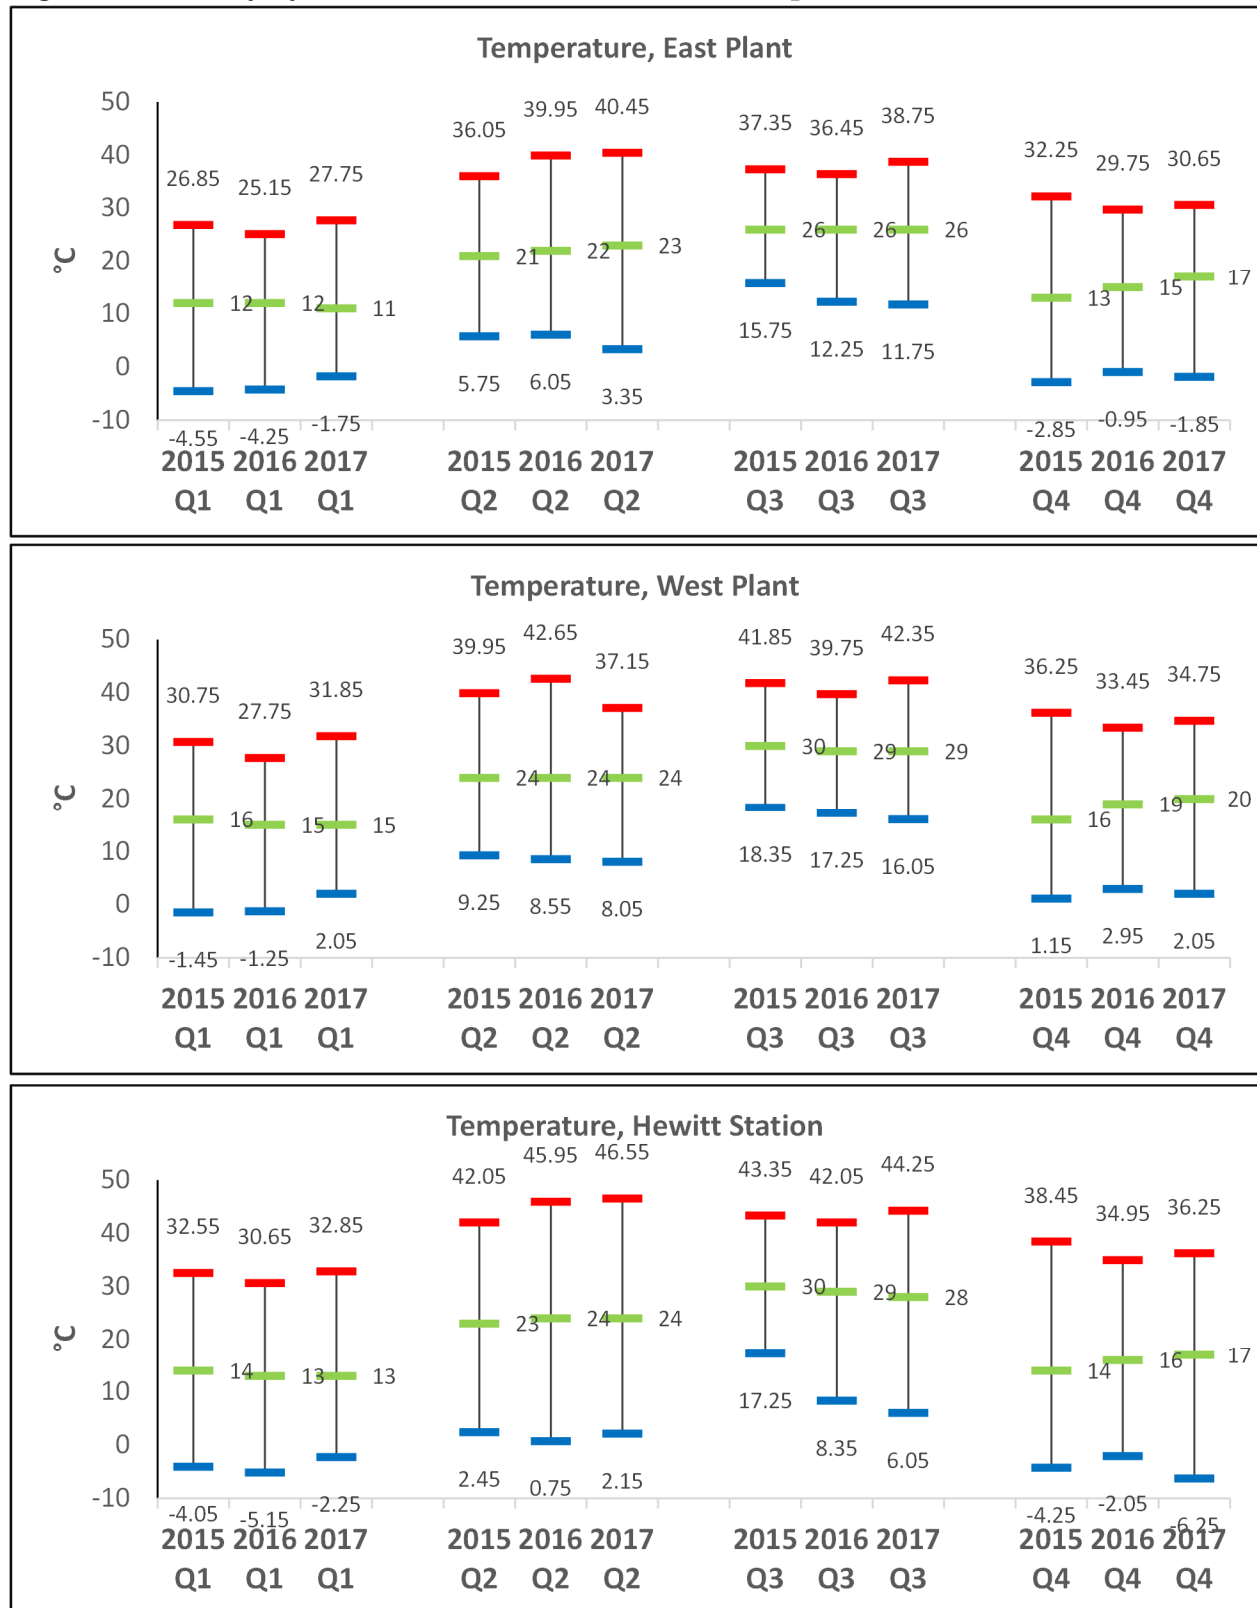 Temperature, East Plant
50
40
30
20
10
0
-10
°C
26.85 25.15 27.75 36.05 39.95 40.45 37.35 36.45 38.75 32.25 29.75 30.65
12 12 11 21 22 23 26 26 26 13 15 17
-4.55 -4.25 -1.75 5.75 6.05 3.35 15.75 12.25 11.75 -2.85 -0.95 -1.85
2015 2016 2017 2015 2016 2017 2015 2016 2017 2015 2016 2017
Q1 Q1 Q1 Q2 Q2 Q2 Q3 Q3 Q3 Q4 Q4 Q4
Temperature, West Plant
50
40
30
20
10
0
-10
°C
30.75 27.75 31.85 39.95 42.65 37.15 41.85 39.75 42.35 36.25 33.45 34.75
16 15 15 24 24 24 30 29 29 16 19 20
-1.45 -1.25 2.05 9.25 8.55 8.05 18.35 17.25 16.05 1.15 2.95 2.05
2015 2016 2017 2015 2016 2017 2015 2016 2017 2015 2016 2017
Q1 Q1 Q1 Q2 Q2 Q2 Q3 Q3 Q3 Q4 Q4 Q4
Temperature, Hewitt Station
50
40
30
20
10
0
-10
°C
32.55 30.65 32.85 42.05 45.95 46.55 43.35 42.05 44.25 38.45 34.95 36.25
14 13 13 23 24 24 30 29 28 14 16 17
-4.05 -5.15 -2.25 2.45 0.75 2.15 17.25 8.35 6.05 -4.25 -2.05 -6.25
2015 2016 2017 2015 2016 2017 2015 2016 2017 2015 2016 2017
Q1 Q1 Q1 Q2 Q2 Q2 Q3 Q3 Q3 Q4 Q4 Q4